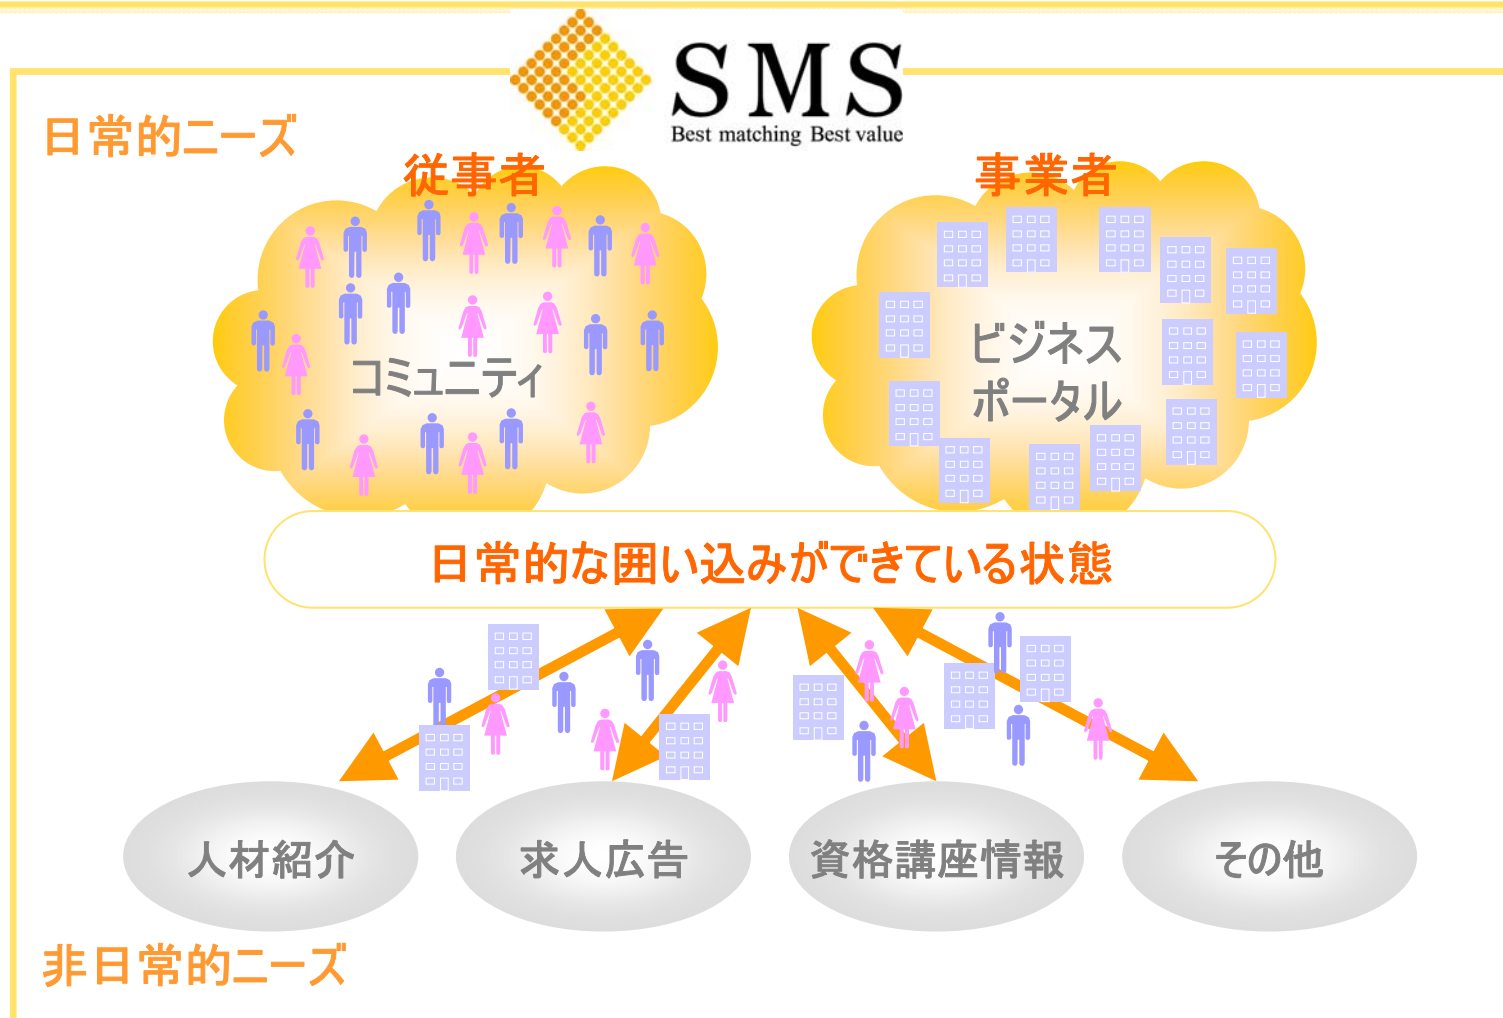 SMS
Best matching Best value
日常的ニーズ
従事者
事業者
コミュニティ
ビジネス
ポータル
日常的な囲い込みができている状態
人材紹介
求人広告
資格講座情報
その他
非日常的ニーズ